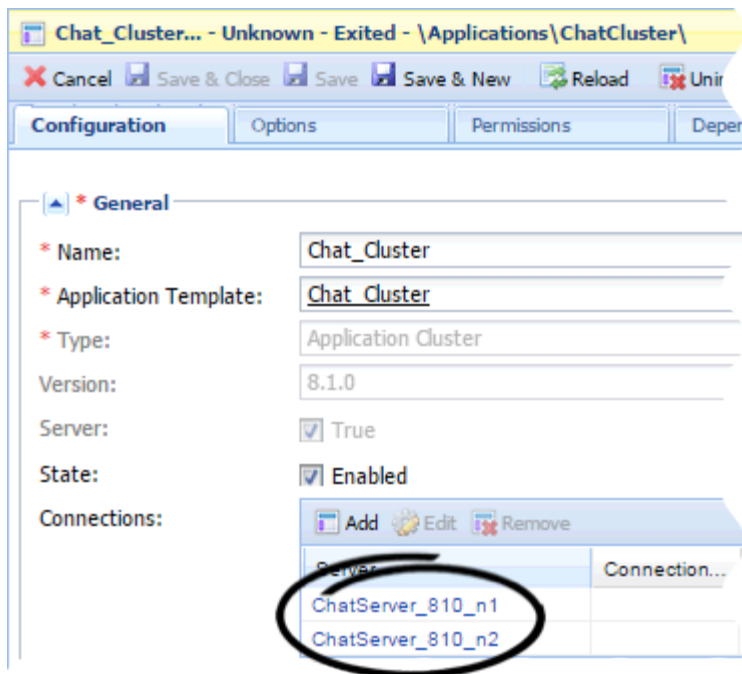 Chat_Cluster... - Unknown - Exited - \Applications\ChatCluster\
Cancel Save & Close Save Save & New Reload
Configuration Options Permissions
* General
* Name: Chat_Cluster
* Application Template: Chat_Cluster
* Type: Application Cluster
Version: 8.1.0
Server: True
State: Enabled
Connections: Add Edit Remove
Server Connection...
ChatServer_810_n1
ChatServer_810_n2